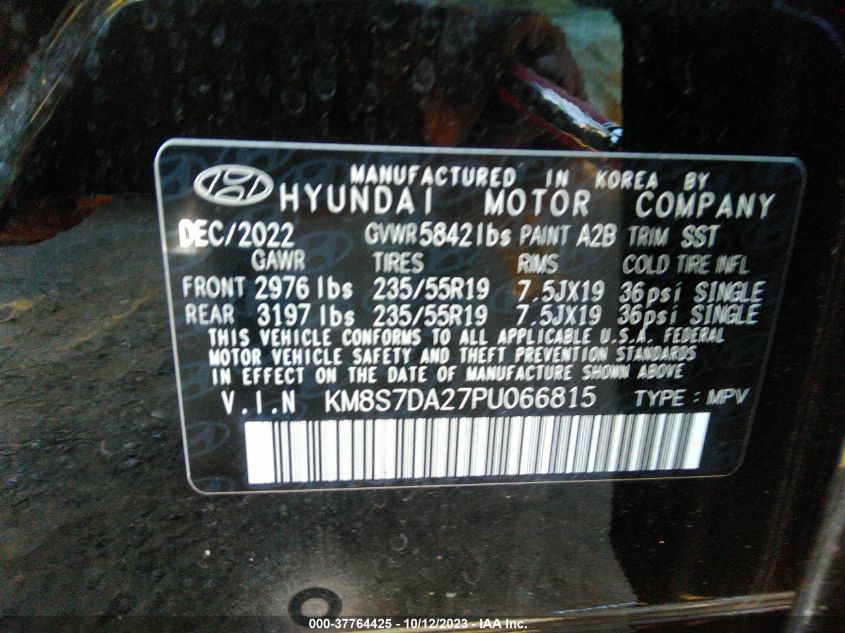 MANUFACTURED IN KOREA BY
HYUNDAI MOTOR COMPANY
DEC/2022 GVWR 5842 lbs PAINT A2B TRIM SST
GAWR TIRES RIMS COLD TIRE INFL
FRONT 2976 lbs 235/55R19 7.5JX19 36psi SINGLE
REAR 3197 lbs 235/55R19 7.5JX19 36psi SINGLE
THIS VEHICLE CONFORMS TO ALL APPLICABLE U.S.A. FEDERAL
MOTOR VEHICLE SAFETY AND THEFT PREVENTION STANDARDS
IN EFFECT ON THE DATE OF MANUFACTURE SHOWN ABOVE
V.I.N KM8S7DA27PU066815 TYPE : MPV
000-37764425 - 10/12/2023 - IAA Inc.